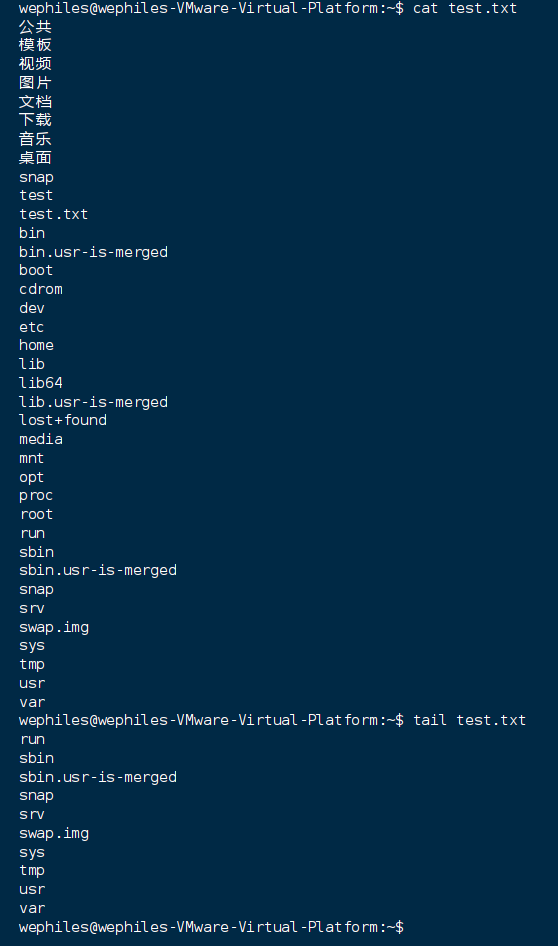 wephiles@wephiles-VMware-Virtual-Platform:~$ cat test.txt
公共
模板
视频
图片
文档
下载
音乐
桌面
snap
test
test.txt
bin
bin.usr-is-merged
boot
cdrom
dev
etc
home
lib
lib64
lib.usr-is-merged
lost+found
media
mnt
opt
proc
root
run
sbin
sbin.usr-is-merged
snap
srv
swap.img
sys
tmp
usr
var
wephiles@wephiles-VMware-Virtual-Platform:~$ tail test.txt
run
sbin
sbin.usr-is-merged
snap
srv
swap.img
sys
tmp
usr
var
wephiles@wephiles-VMware-Virtual-Platform:~$